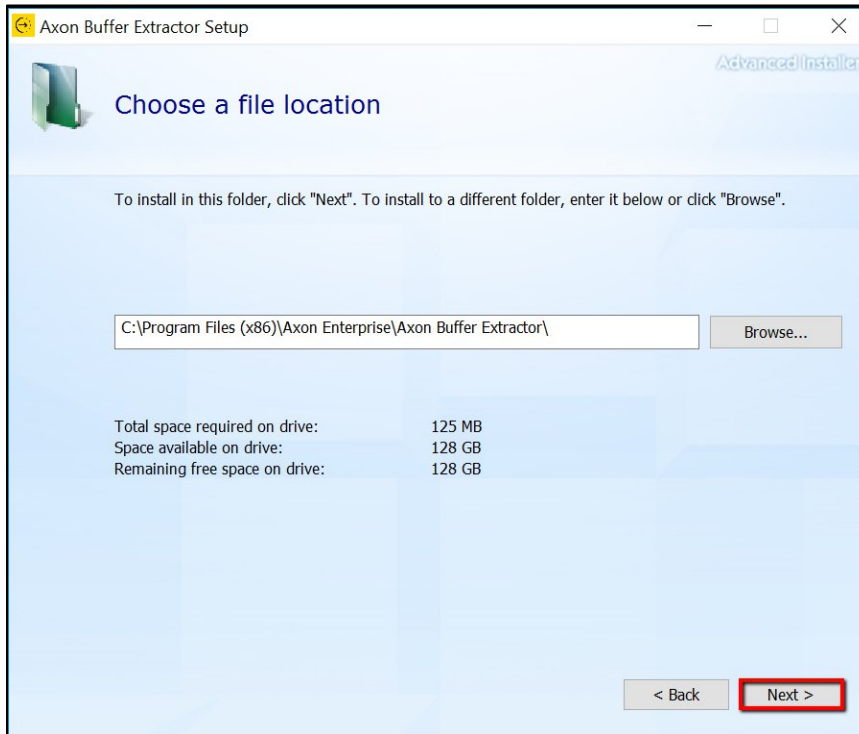 Axon Buffer Extractor Setup
Advanced Installer
Choose a file location
To install in this folder, click "Next". To install to a different folder, enter it below or click "Browse".
C:\Program Files (x86)\Axon Enterprise\Axon Buffer Extractor\
Browse...
Total space required on drive: 125 MB
Space available on drive: 128 GB
Remaining free space on drive: 128 GB
< Back Next >